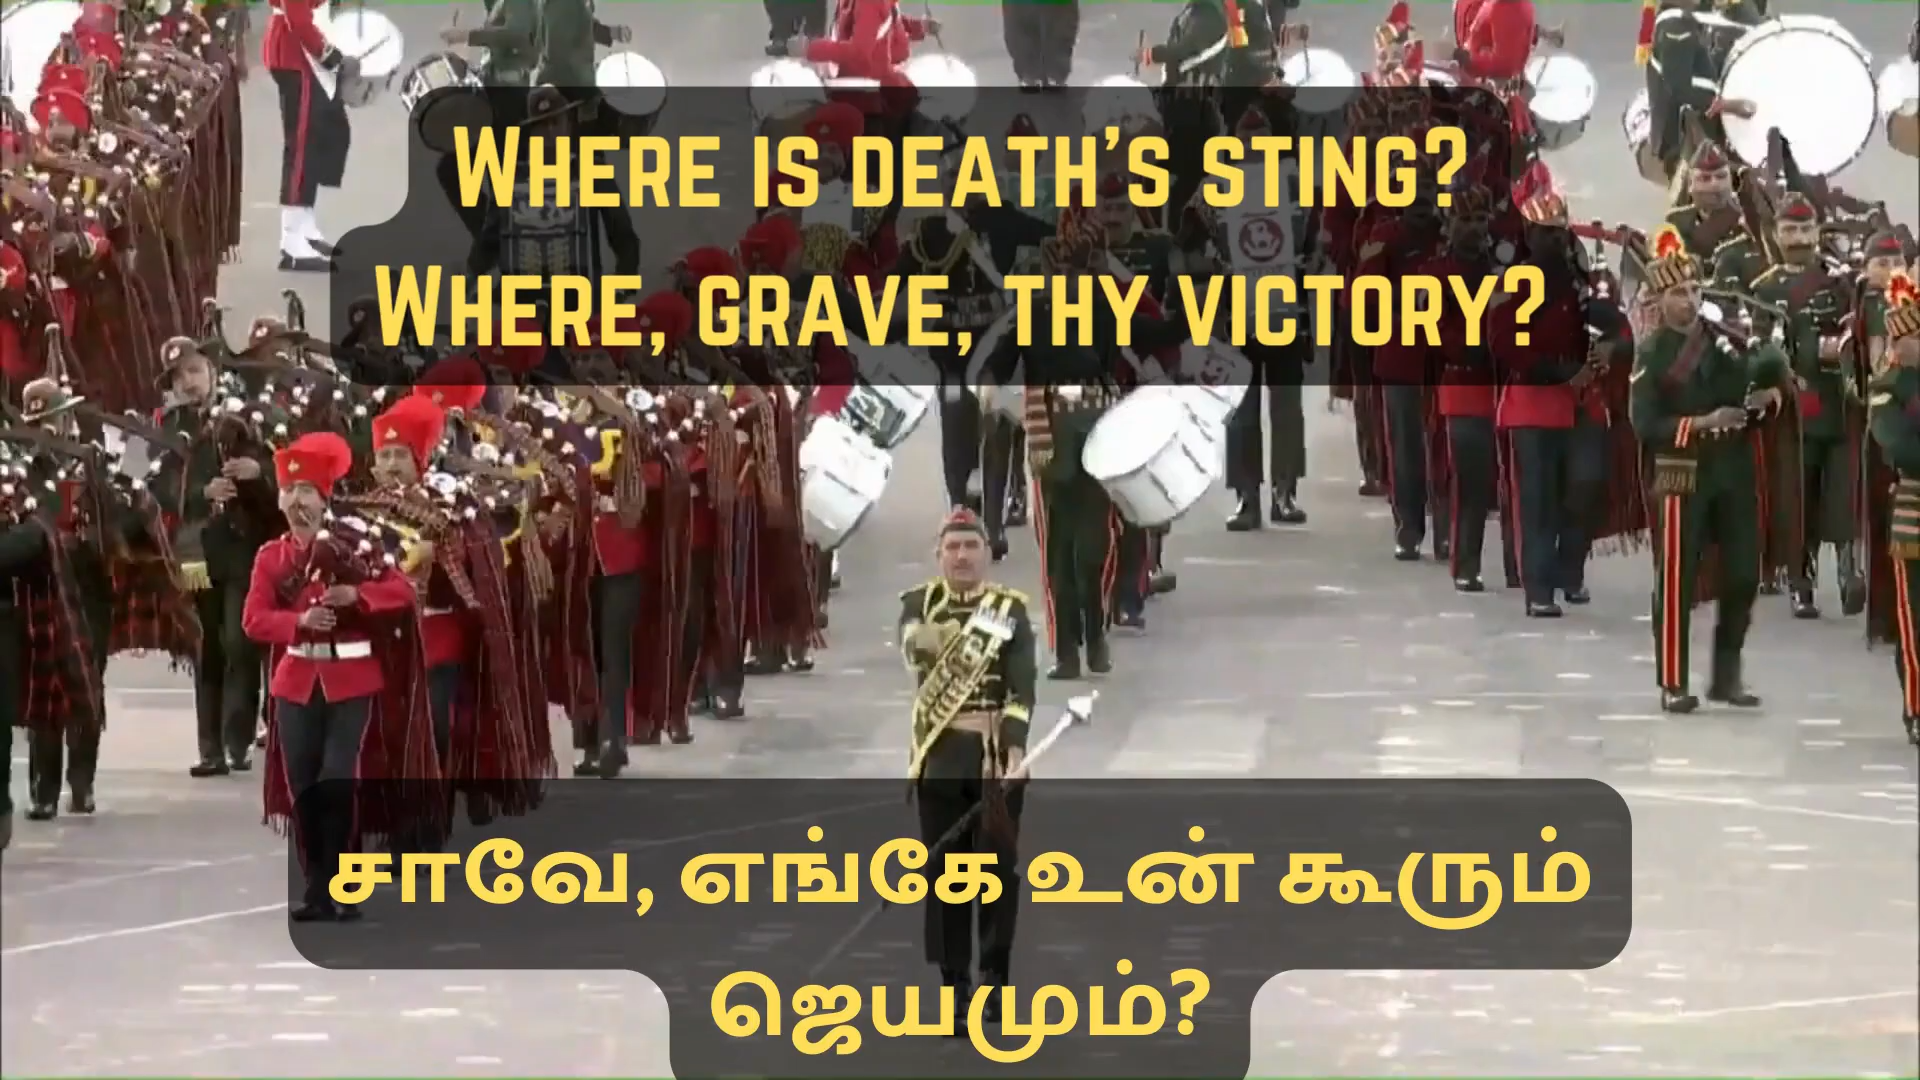 Where is death's sting?
Where, grave, thy victory?
சாவே, எங்கே உன் கூரும்
ஜெயமும்?